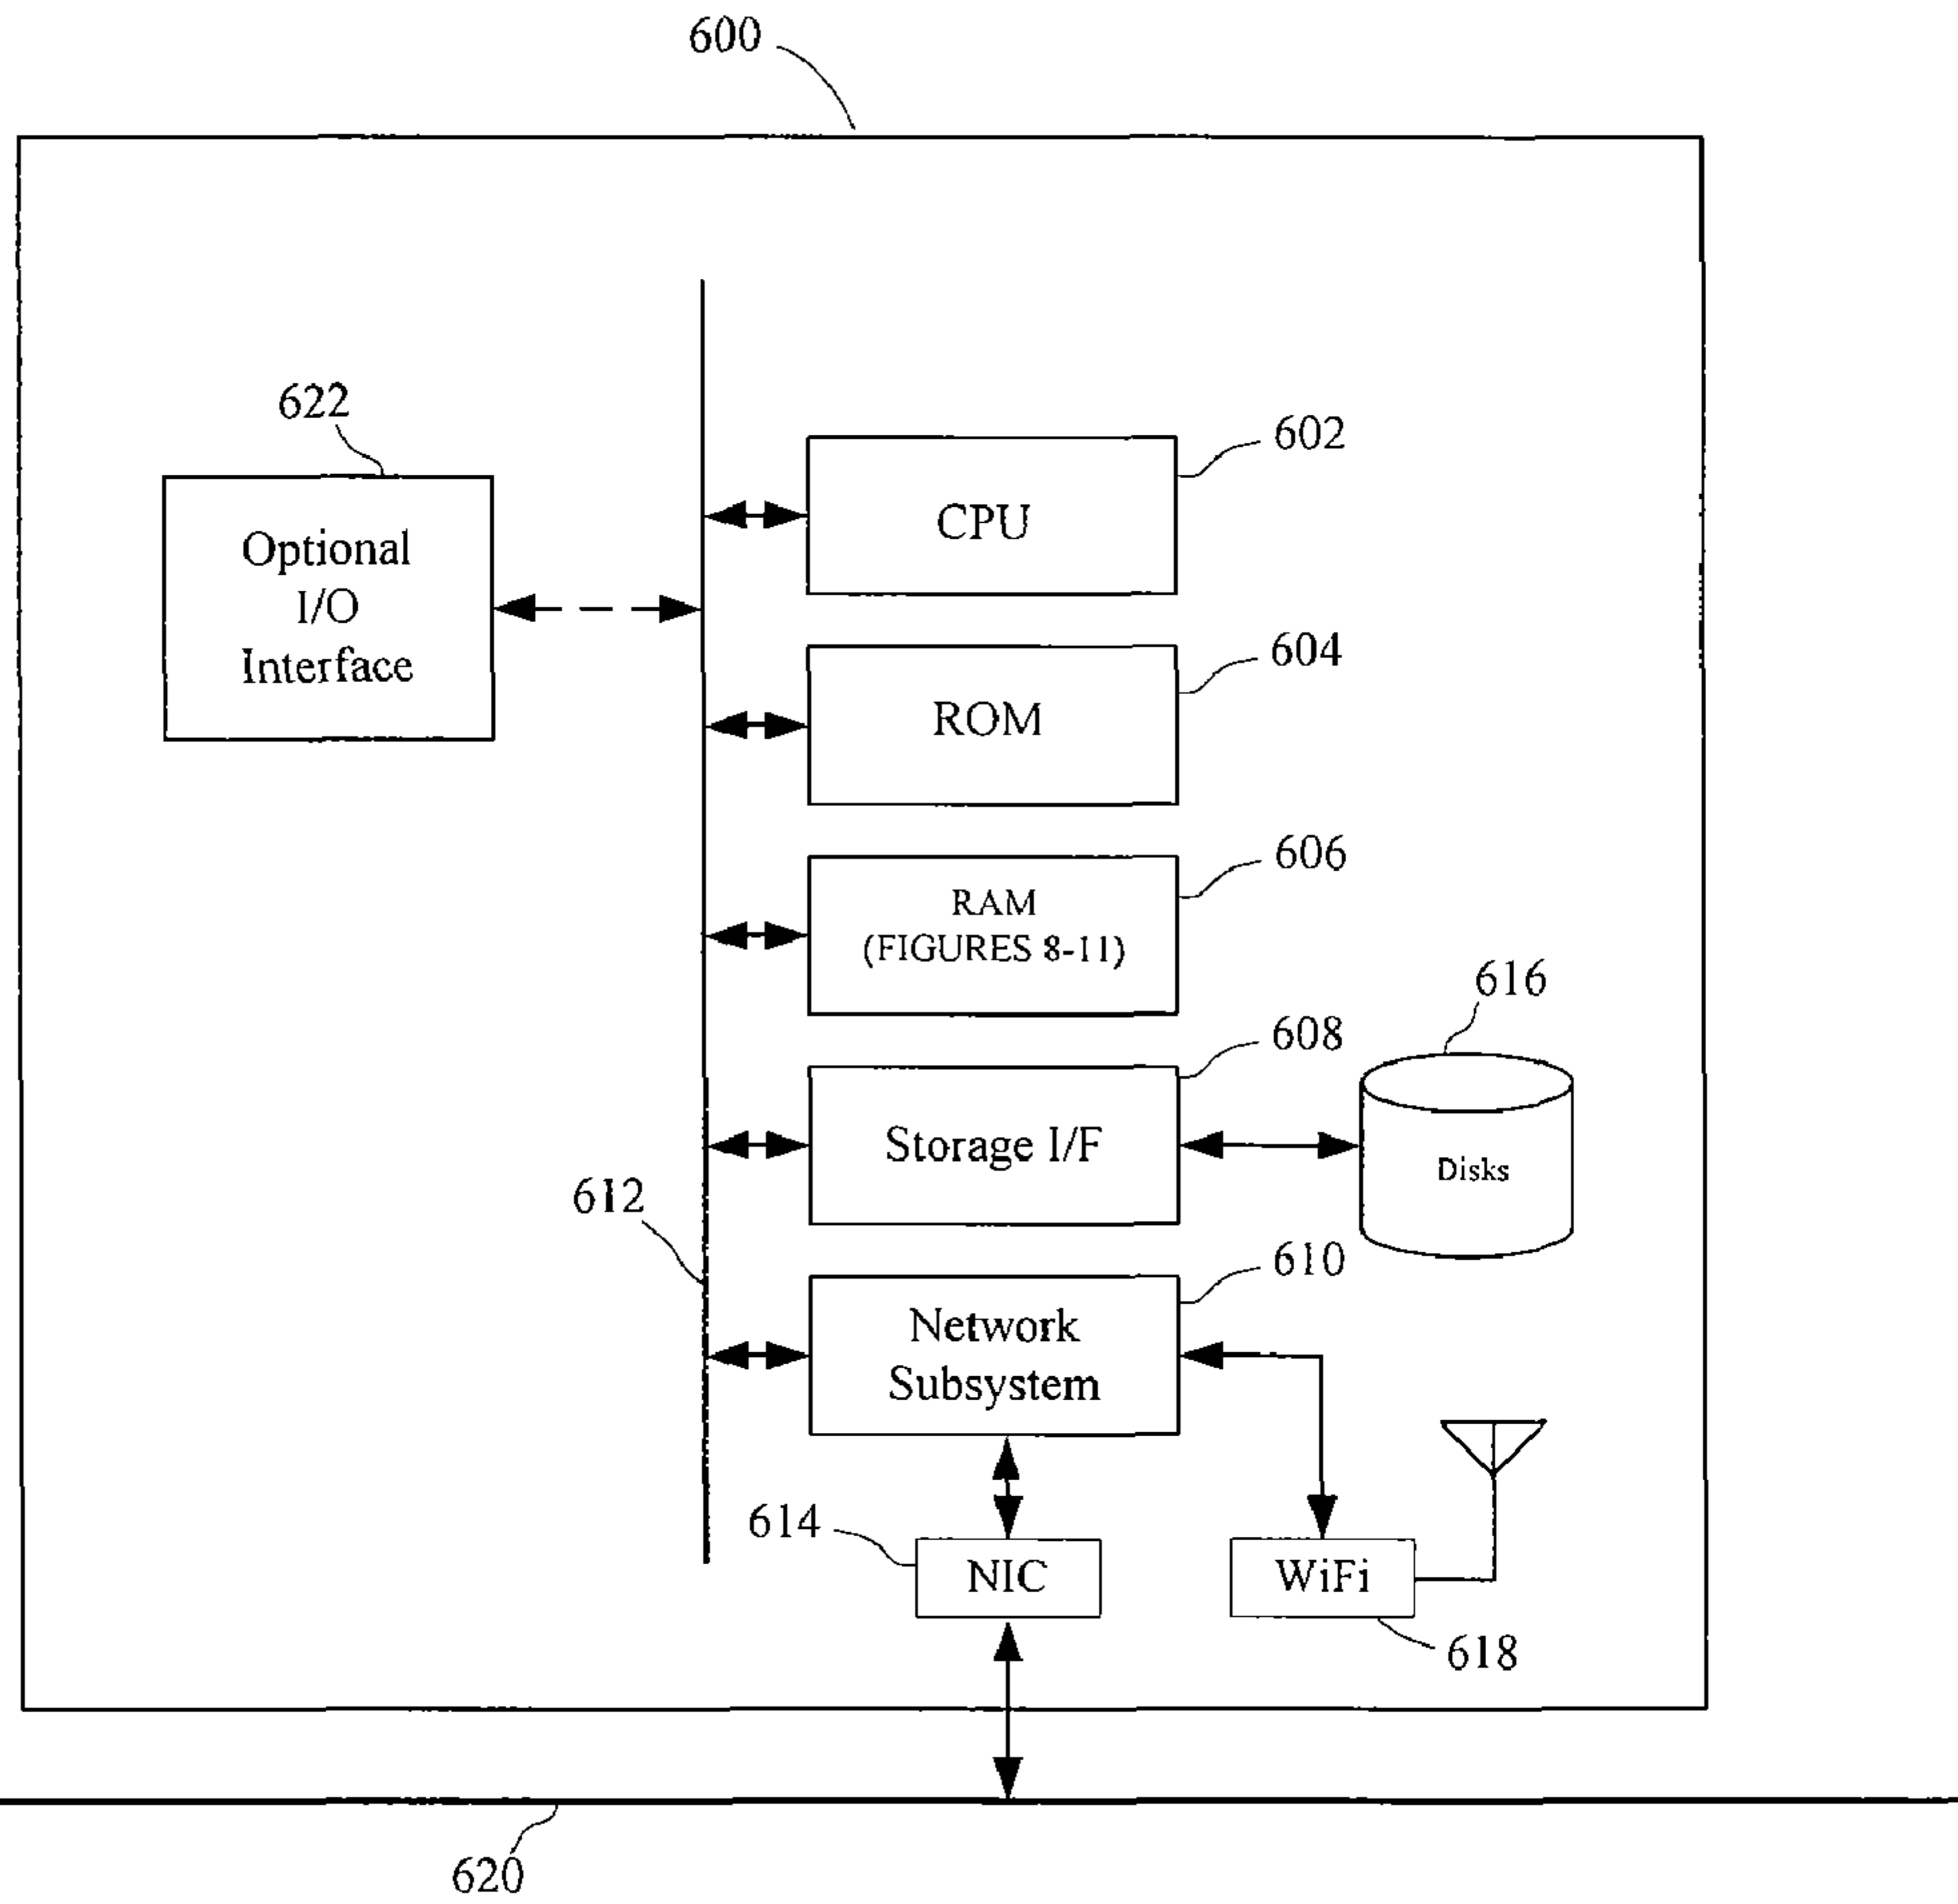 600
622
Optional
I/O
Interface
602
CPU
604
ROM
606
RAM
(FIGURES 8-11)
616
608
Storage I/F
Disks
612
610
Network
Subsystem
614
NIC
WiFi
618
620